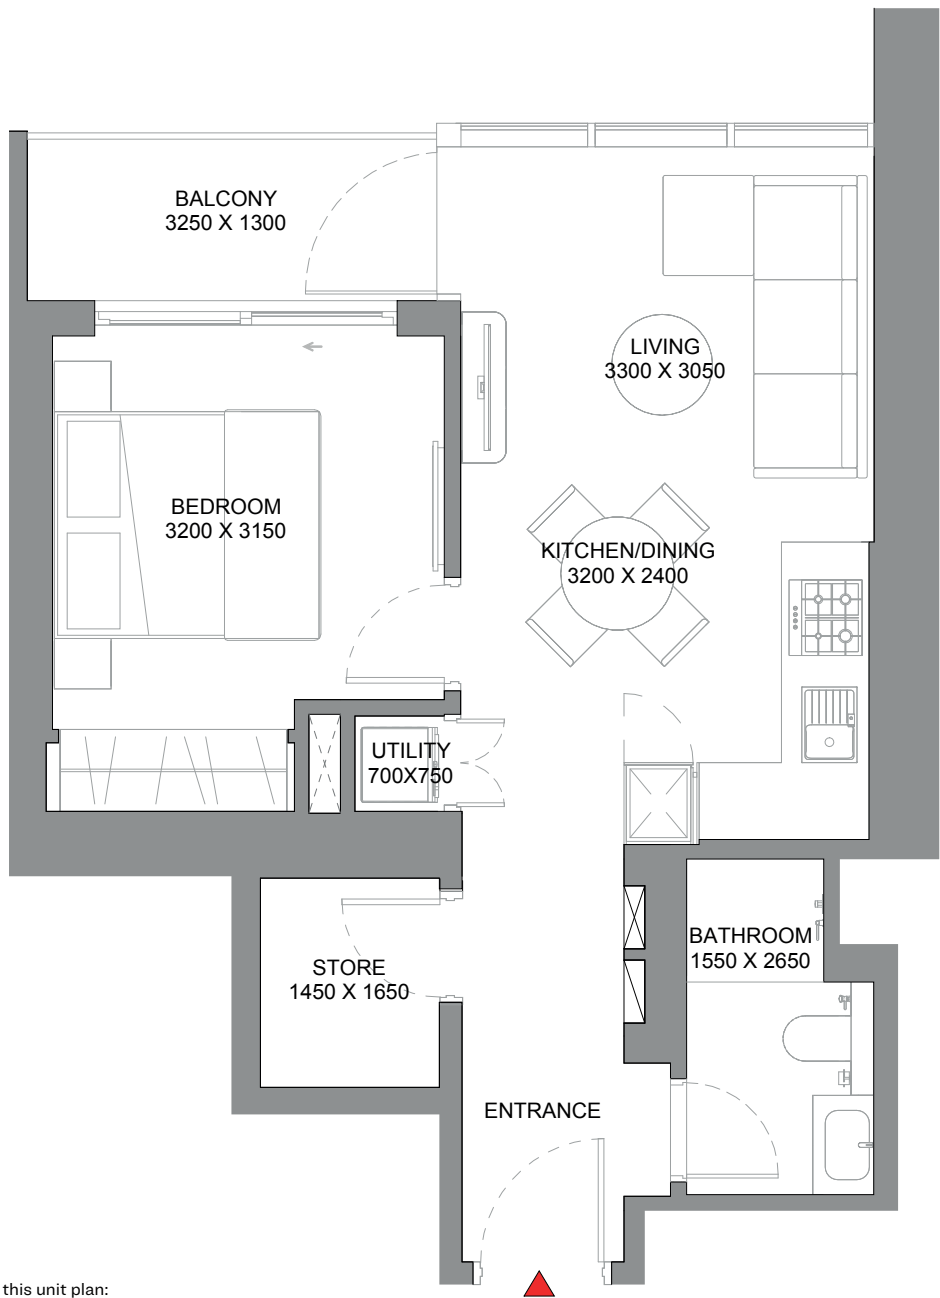 BALCONY
3250 X 1300
LIVING
3300 X 3050
BEDROOM
3200 X 3150
KITCHEN/DINING
3200 X 2400
UTILITY
700X750
BATHROOM
1550 X 2650
STORE
1450 X 1650
ENTRANCE
this unit plan: